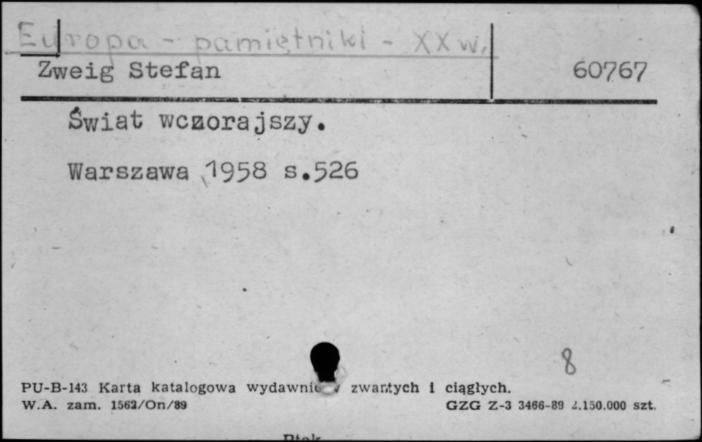 Europa - pamiętniki - XX w.
Zweig Stefan 60767
Świat wczorajszy.
Warszawa 1958 s.526
8
PU-B-143 Karta katalogowa zwartych i ciągłych.
W.A. zam. 1562/On/89 GZG Z-3 3466-89 2.150.000 szt.